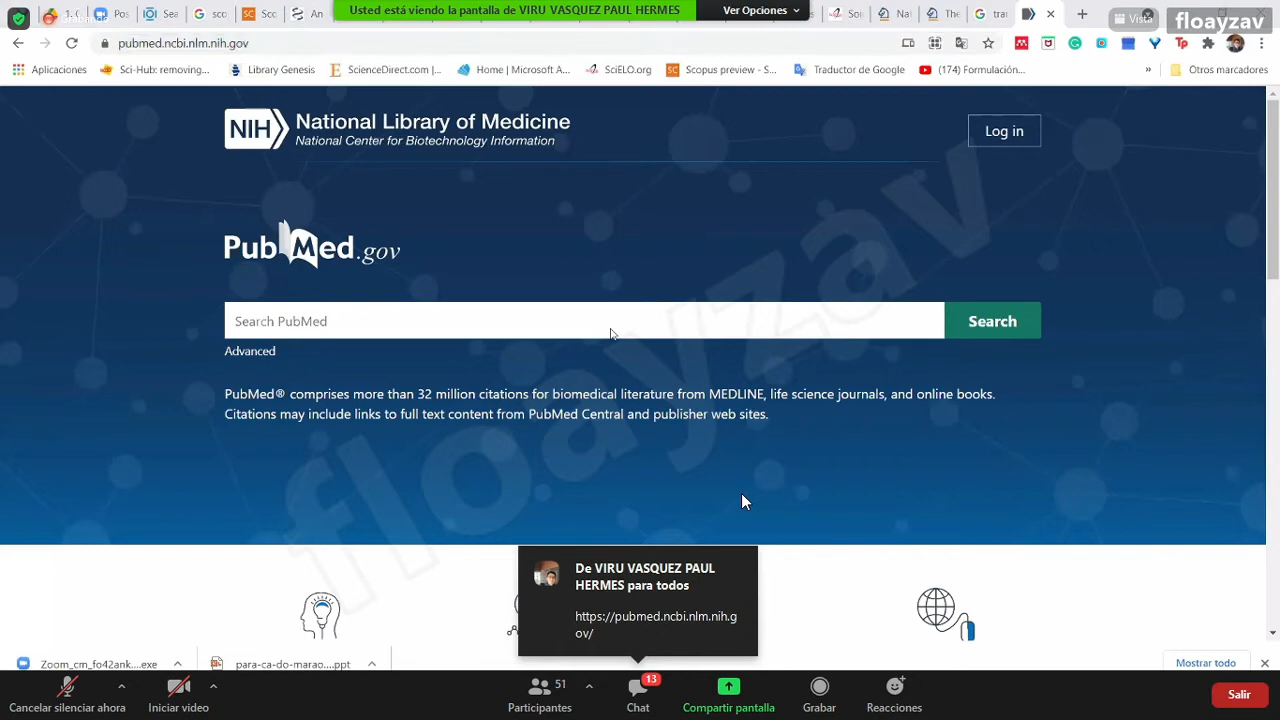 Usted está viendo la pantalla de VIRU VASQUEZ PAUL HERMES
Ver Opciones
Vista
floayzav
pubmed.ncbi.nlm.nih.gov
Aplicaciones
Sci-Hub: removing...
Library Genesis
ScienceDirect.com |...
Home | Microsoft A...
SciELO.org
Scopus preview - S...
Traductor de Google
(174) Formulación...
»
Otros marcadores
NIH
National Library of Medicine
National Center for Biotechnology Information
Log in
PubMed.gov
Search PubMed
Search
Advanced
PubMed® comprises more than 32 million citations for biomedical literature from MEDLINE, life science journals, and online books.
Citations may include links to full text content from PubMed Central and publisher web sites.
floayzav
De VIRU VASQUEZ PAUL
HERMES para todos
https://pubmed.ncbi.nlm.nih.g
ov/
Zoom_cm_fo42ank....exe
para-ca-do-marao....ppt
Mostrar todo
Cancelar silenciar ahora
Iniciar video
51
Participantes
13
Chat
Compartir pantalla
Grabar
Reacciones
Salir